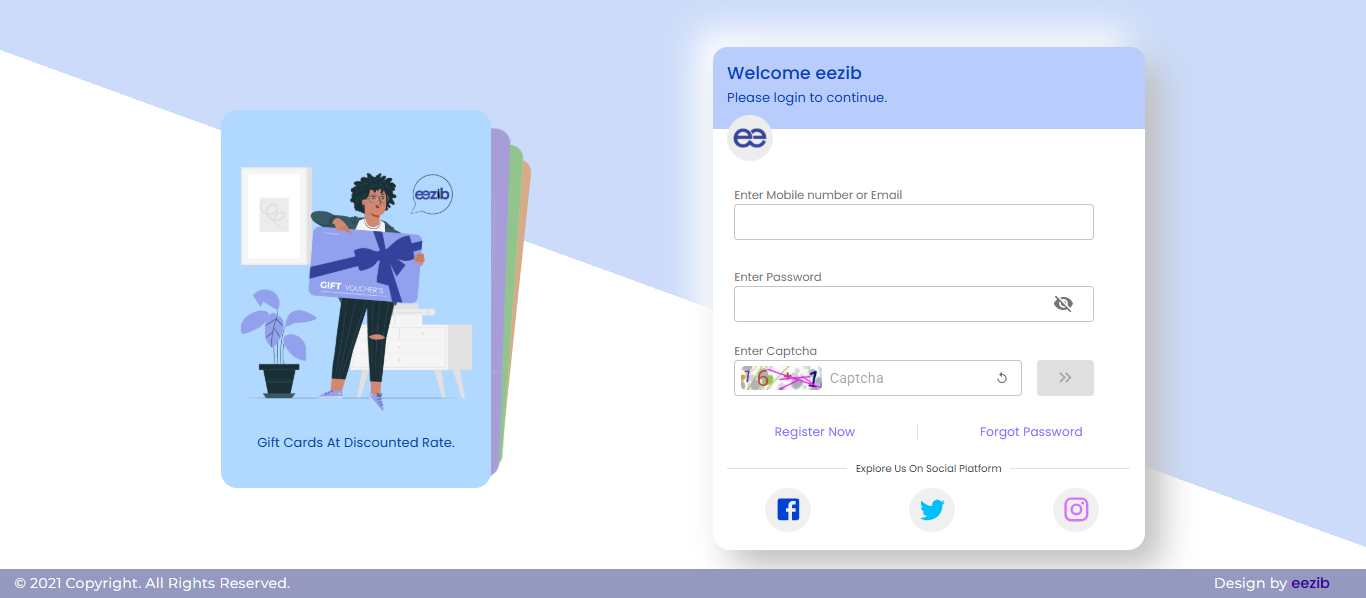 Welcome eezib
Please login to continue.
ee
eezib
GIFT VOUCHER'S
Gift Cards At Discounted Rate.
Enter Mobile number or Email
Enter Password
Enter Captcha
16 + 1 Captcha
Register Now
Forgot Password
Explore Us On Social Platform
© 2021 Copyright. All Rights Reserved.
Design by eezib